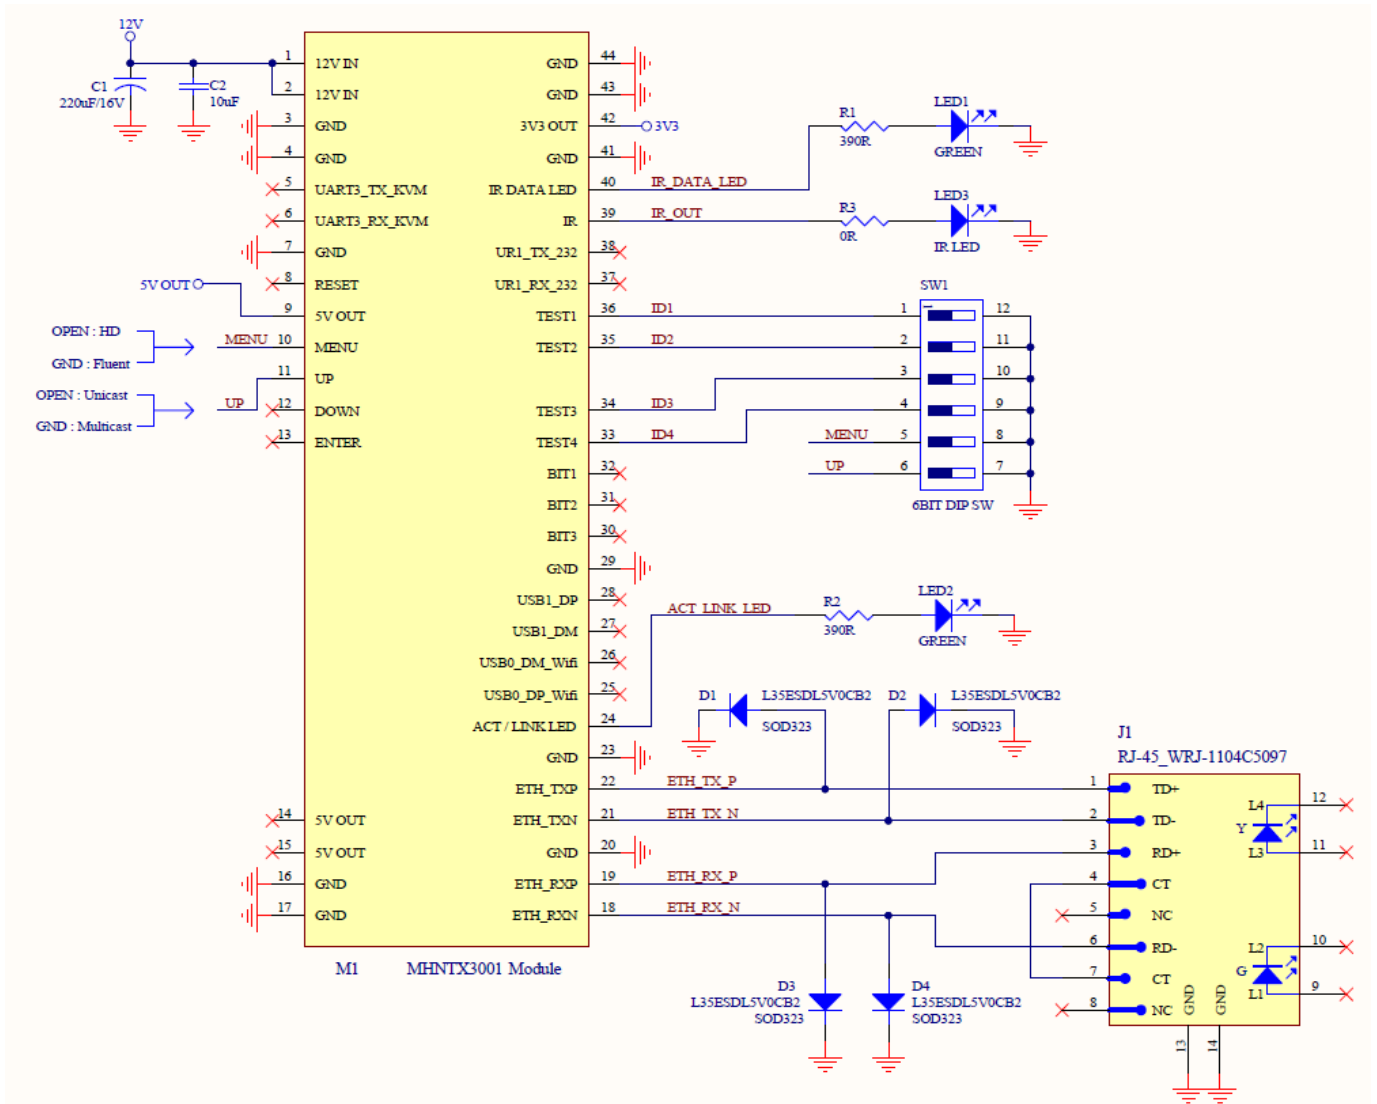 12V
C1
220uF/16V
C2
10uF
1 12V IN
2 12V IN
3 GND
4 GND
5 UART3_TX_KVM
6 UART3_RX_KVM
7 GND
8 RESET
5V OUT
9 5V OUT
OPEN : HD
GND : Fluent
MENU 10 MENU
11 UP
OPEN : Unicast
GND : Multicast
UP
12 DOWN
13 ENTER
14 5V OUT
15 5V OUT
16 GND
17 GND
GND 44
GND 43
3V3 OUT 42 3V3
GND 41
IR DATA LED 40 IR_DATA_LED
IR 39 IR_OUT
UR1_TX_232 38
UR1_RX_232 37
TEST1 36 ID1
TEST2 35 ID2
TEST3 34 ID3
TEST4 33 ID4
BIT1 32
BIT2 31
BIT3 30
GND 29
USB1_DP 28
USB1_DM 27
USB0_DM_Wifi 26
USB0_DP_Wifi 25
ACT / LINK LED 24
GND 23
ETH_TXP 22 ETH_TX_P
ETH_TXN 21 ETH_TX_N
GND 20
ETH_RXP 19 ETH_RX_P
ETH_RXN 18 ETH_RX_N
M1 MHNTX3001 Module
R1
390R
LED1
GREEN
R3
0R
LED3
IR LED
SW1
1
1 12
2 11
3 10
4 9
MENU 5 8
UP 6 7
6BIT DIP SW
ACT_LINK_LED
R2
390R
LED2
GREEN
D1 L35ESDL5V0CB2
SOD323
D2 L35ESDL5V0CB2
SOD323
D3
L35ESDL5V0CB2
SOD323
D4
L35ESDL5V0CB2
SOD323
J1
RJ-45_WRJ-1104C5097
1 TD+
2 TD-
3 RD+
4 CT
5 NC
6 RD-
7 CT
8 NC
L4 12
Y
L3 11
L2 10
G
L1 9
GND GND
13 14